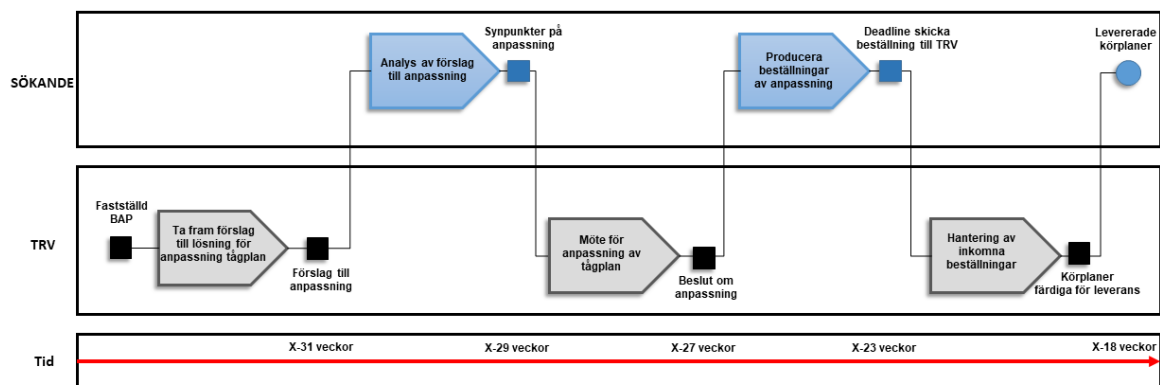 SÖKANDE
Analys av förslag
till anpassning
Synpunkter på
anpassning
Producera
beställningar
av anpassning
Deadline skicka
beställning till TRV
Levererade
körplaner
TRV
Fastställd
BAP
Ta fram förslag
till lösning för
anpassning tågplan
Förslag till
anpassning
Möte för
anpassning av
tågplan
Beslut om
anpassning
Hantering av
inkomna
beställningar
Körplaner
färdiga för leverans
Tid
X-31 veckor
X-29 veckor
X-27 veckor
X-23 veckor
X-18 veckor